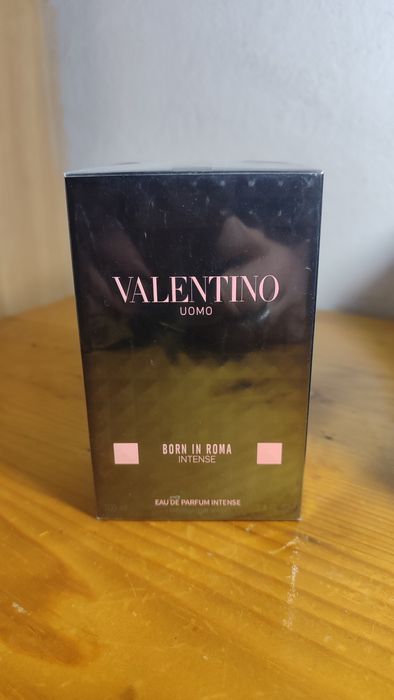 VALENTINO
UOMO
BORN IN ROMA
INTENSE
EAU DE PARFUM INTENSE